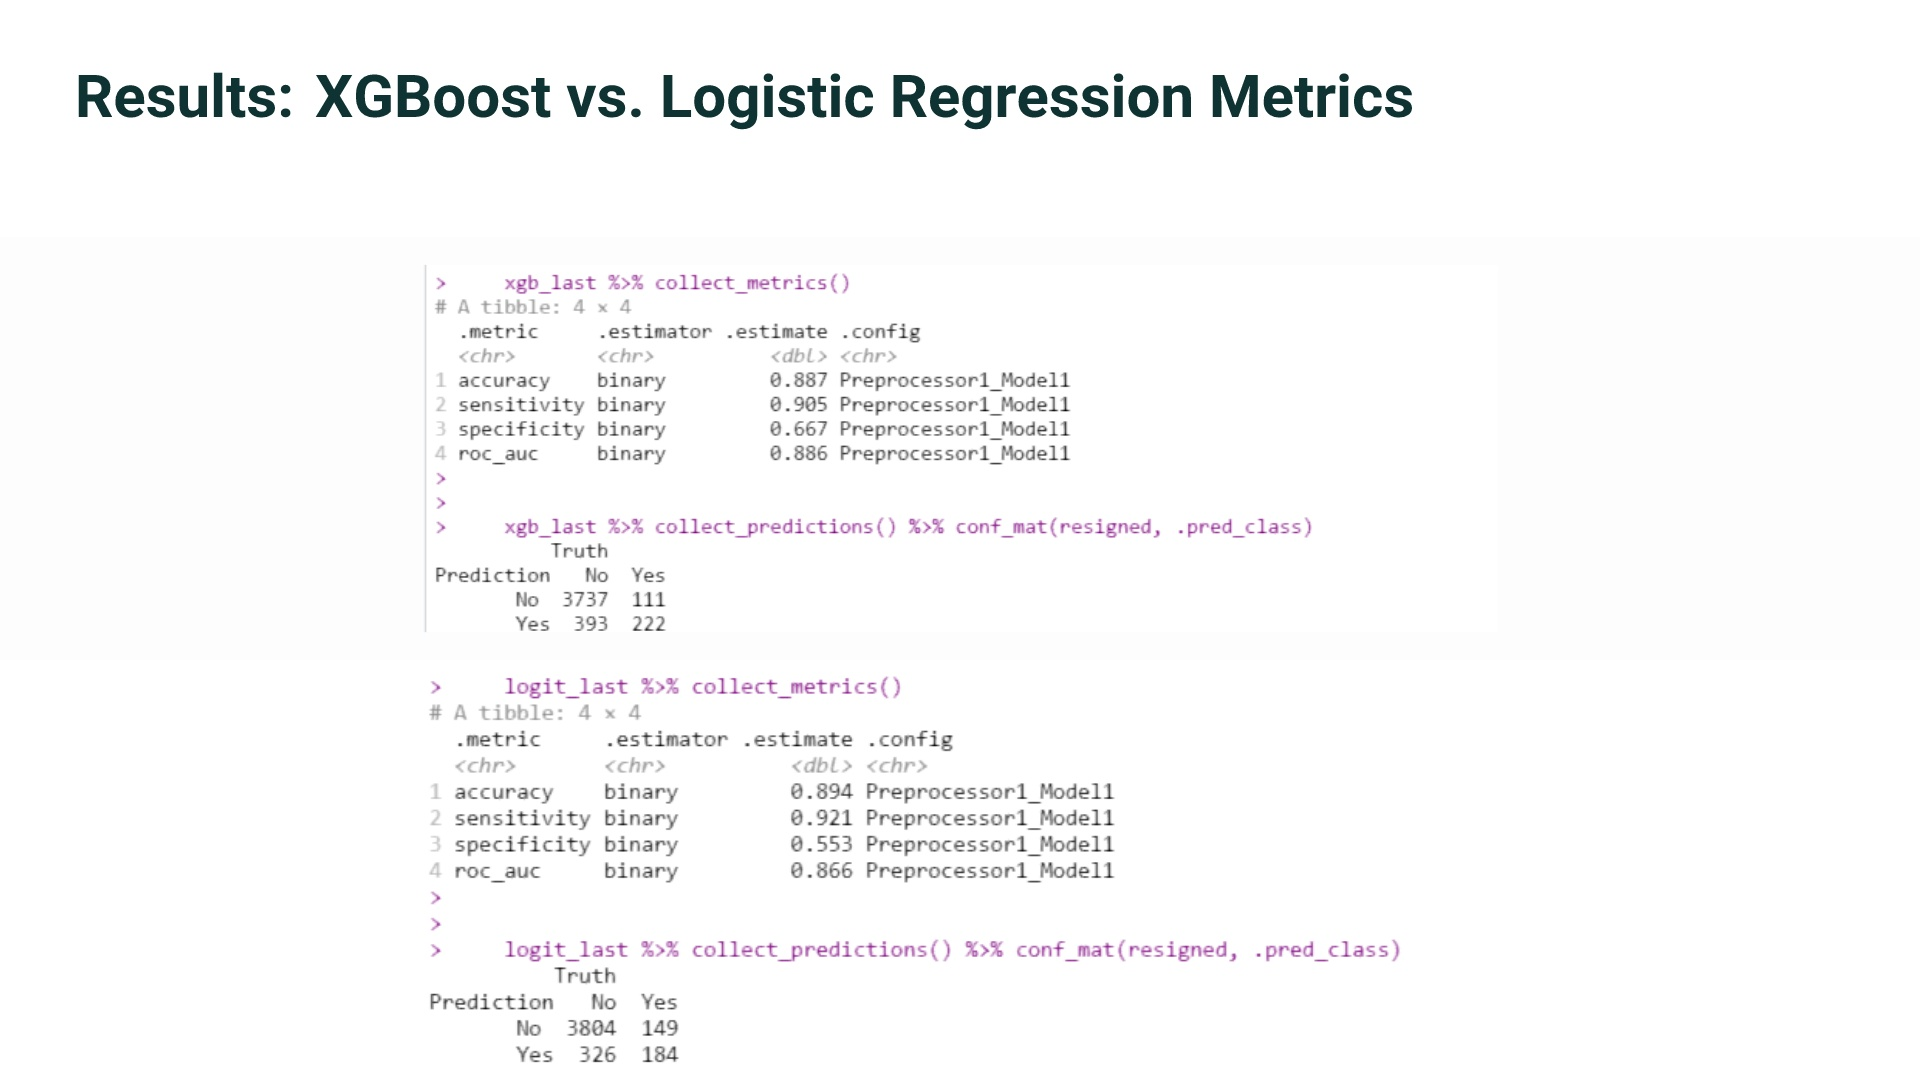 Results: XGBoost vs. Logistic Regression Metrics
> xgb_last %>% collect_metrics()
# A tibble: 4 × 4
.metric .estimator .estimate .config
<chr> <chr> <dbl> <chr>
1 accuracy binary 0.887 Preprocessor1_Model1
2 sensitivity binary 0.905 Preprocessor1_Model1
3 specificity binary 0.667 Preprocessor1_Model1
4 roc_auc binary 0.886 Preprocessor1_Model1
>
>
> xgb_last %>% collect_predictions() %>% conf_mat(resigned, .pred_class)
Truth
Prediction No Yes
No 3737 111
Yes 393 222
> logit_last %>% collect_metrics()
# A tibble: 4 × 4
.metric .estimator .estimate .config
<chr> <chr> <dbl> <chr>
1 accuracy binary 0.894 Preprocessor1_Model1
2 sensitivity binary 0.921 Preprocessor1_Model1
3 specificity binary 0.553 Preprocessor1_Model1
4 roc_auc binary 0.866 Preprocessor1_Model1
>
>
> logit_last %>% collect_predictions() %>% conf_mat(resigned, .pred_class)
Truth
Prediction No Yes
No 3804 149
Yes 326 184